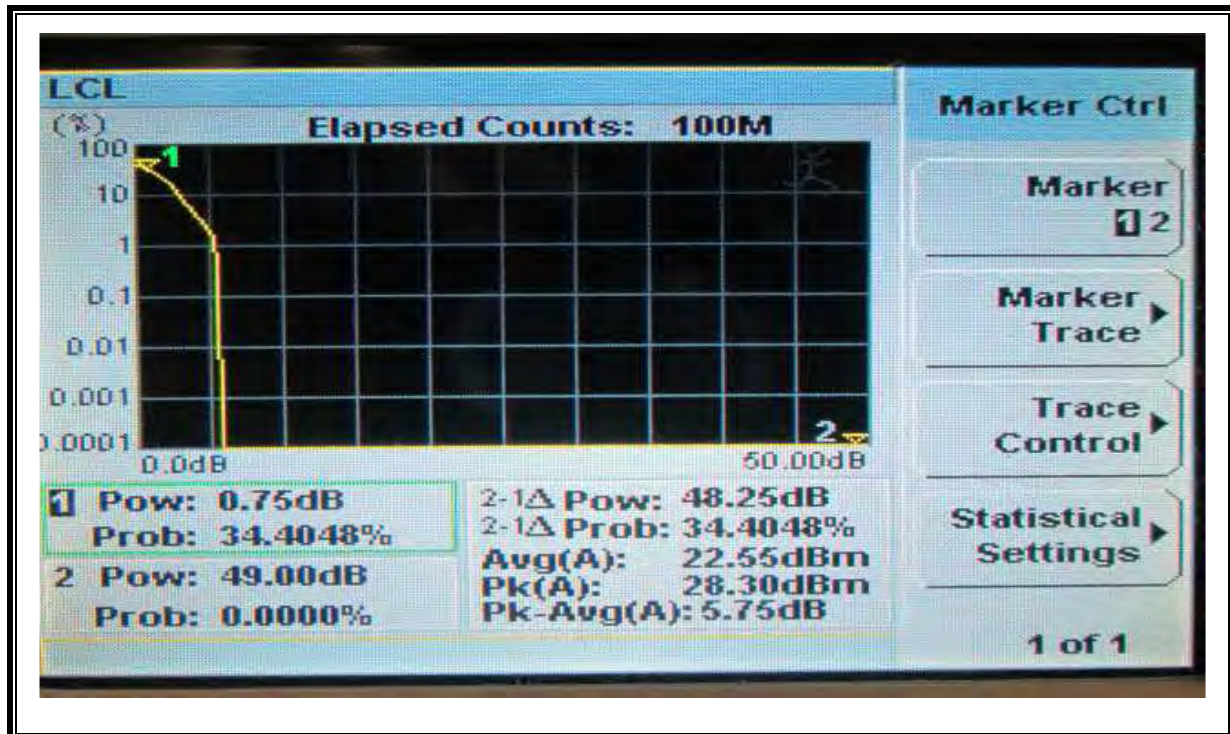 LCL
(%) Elapsed Counts: 100M
100
10
1
0.1
0.01
0.001
0.0001
1
2
0.0dB 50.00dB
1 Pow: 0.75dB
Prob: 34.4048%
2 Pow: 49.00dB
Prob: 0.0000%
2-1Δ Pow: 48.25dB
2-1Δ Prob: 34.4048%
Avg(A): 22.55dBm
Pk(A): 28.30dBm
Pk-Avg(A): 5.75dB
Marker Ctrl
Marker
1 2
Marker
Trace
Trace
Control
Statistical
Settings
1 of 1